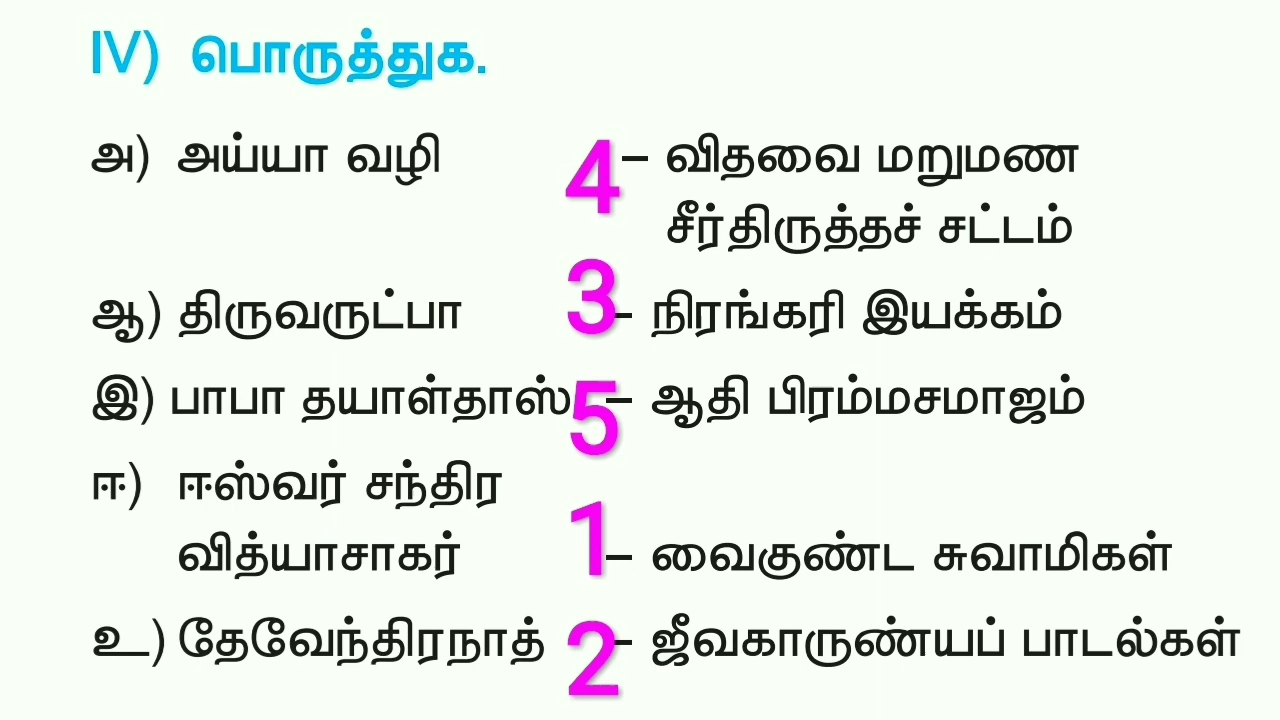 IV) பொருத்துக.
அ) அய்யா வழி 4 – விதவை மறுமண
சீர்திருத்தச் சட்டம்
ஆ) திருவருட்பா 3 – நிரங்கரி இயக்கம்
இ) பாபா தயாள்தாஸ் 5 – ஆதி பிரம்மசமாஜம்
ஈ) ஈஸ்வர் சந்திர
வித்யாசாகர் 1 – வைகுண்ட சுவாமிகள்
உ) தேவேந்திரநாத் 2 – ஜீவகாருண்யப் பாடல்கள்